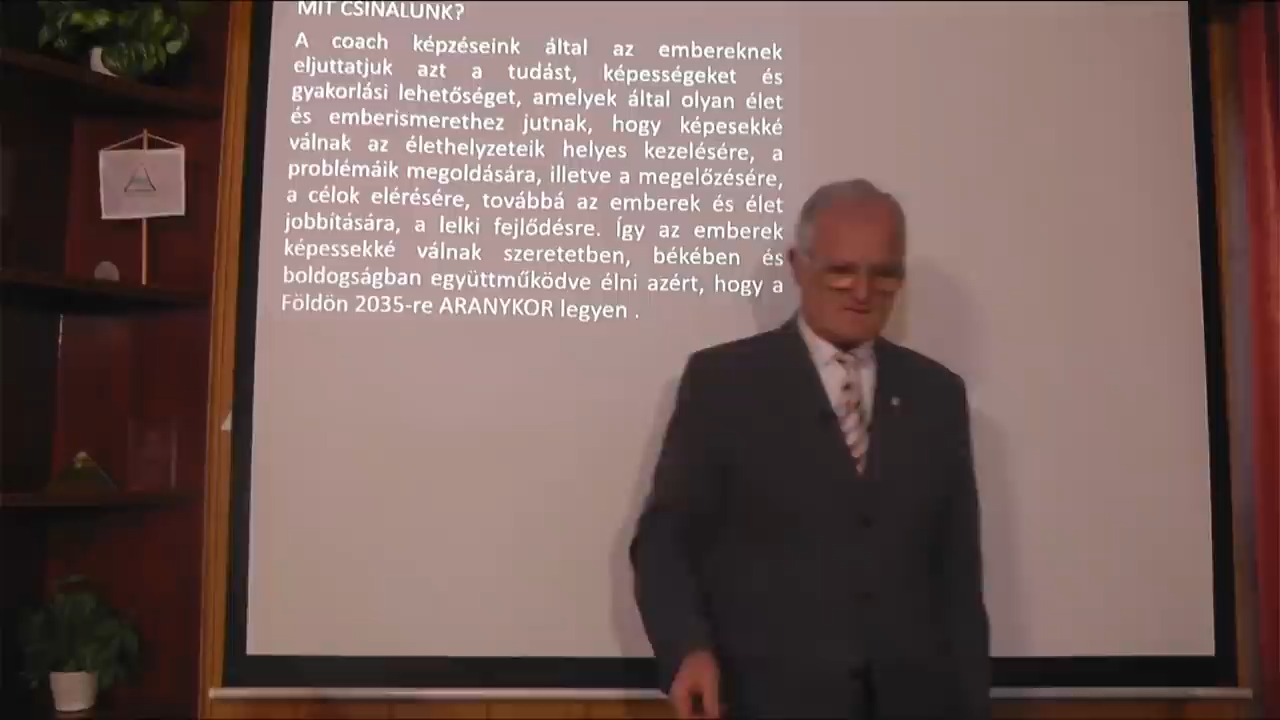 MIT CSINÁLUNK?
A coach képzéseink által az embereknek
eljuttatjuk azt a tudást, képességeket és
gyakorlási lehetőséget, amelyek által olyan élet
és emberismerethez jutnak, hogy képesekké
válnak az élethelyzeteik helyes kezelésére, a
problémáik megoldására, illetve a megelőzésére,
a célok elérésére, továbbá az emberek és élet
jobbítására, a lelki fejlődésre. Így az emberek
képessekké válnak szeretetben, békében és
boldogságban együttműködve élni azért, hogy a
Földön 2035-re ARANYKOR legyen .